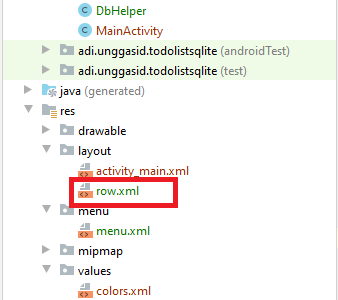 DbHelper
MainActivity
adi.unggasid.todolistsqlite (androidTest)
adi.unggasid.todolistsqlite (test)
java (generated)
res
drawable
layout
activity_main.xml
row.xml
menu
menu.xml
mipmap
values
colors.xml